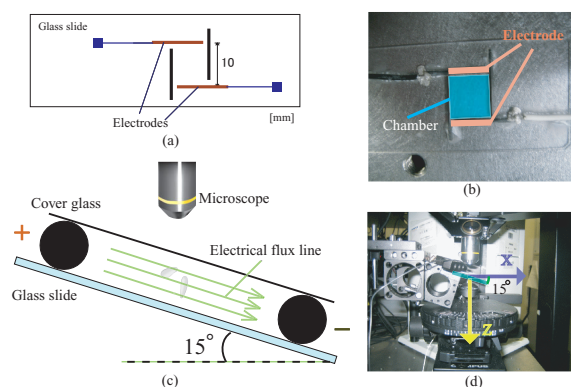 Glass slide
10
Electrodes
[mm]
(a)
Electrode
Chamber
(b)
Microscope
Cover glass
+
Electrical flux line
Glass slide
15°
−
(c)
x
15°
z
(d)